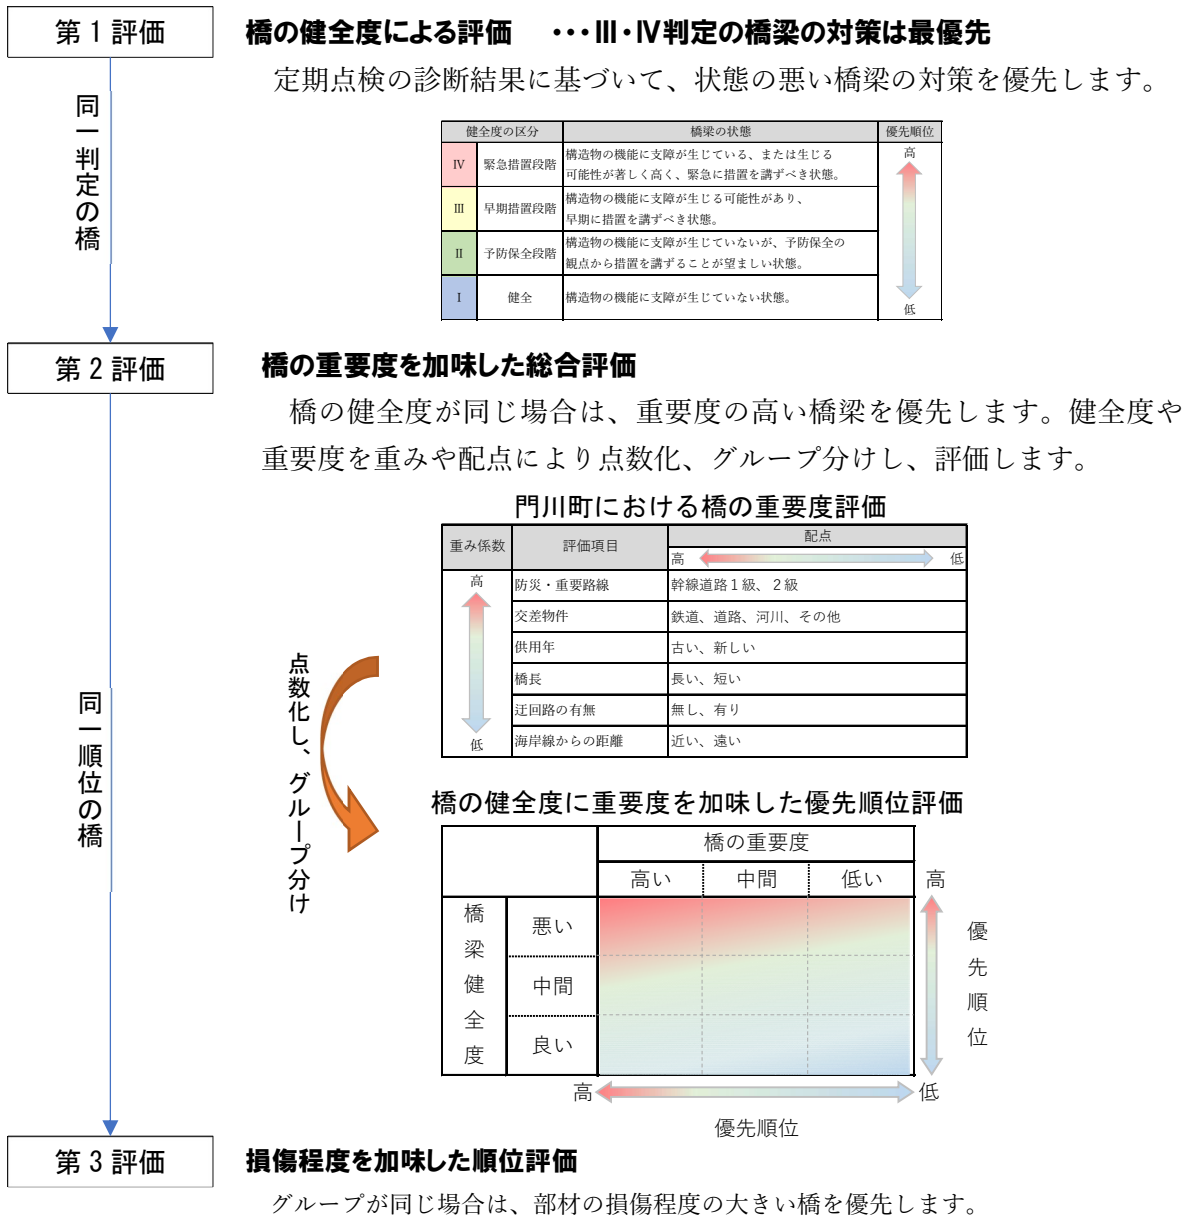 第１評価
橋の健全度による評価　・・・Ⅲ・Ⅳ判定の橋梁の対策は最優先
定期点検の診断結果に基づいて、状態の悪い橋梁の対策を優先します。
同一判定の橋
健全度の区分 橋梁の状態 優先順位
Ⅳ 緊急措置段階 構造物の機能に支障が生じている、または生じる
可能性が著しく高く、緊急に措置を講ずべき状態。
高
Ⅲ 早期措置段階 構造物の機能に支障が生じる可能性があり、
早期に措置を講ずべき状態。
Ⅱ 予防保全段階 構造物の機能に支障が生じていないが、予防保全の
観点から措置を講ずることが望ましい状態。
Ⅰ 健全 構造物の機能に支障が生じていない状態。
低
第２評価
橋の重要度を加味した総合評価
橋の健全度が同じ場合は、重要度の高い橋梁を優先します。健全度や
重要度を重みや配点により点数化、グループ分けし、評価します。
門川町における橋の重要度評価
重み係数 評価項目 配点
高 低
高
防災・重要路線 幹線道路１級、２級
交差物件 鉄道、道路、河川、その他
供用年 古い、新しい
橋長 長い、短い
迂回路の有無 無し、有り
海岸線からの距離 近い、遠い
低
点数化し、グループ分け
同一順位の橋
橋の健全度に重要度を加味した優先順位評価
橋の重要度
高い 中間 低い
橋梁健全度
悪い
中間
良い
高
優先順位
低
高
優先順位
第３評価
損傷程度を加味した順位評価
グループが同じ場合は、部材の損傷程度の大きい橋を優先します。